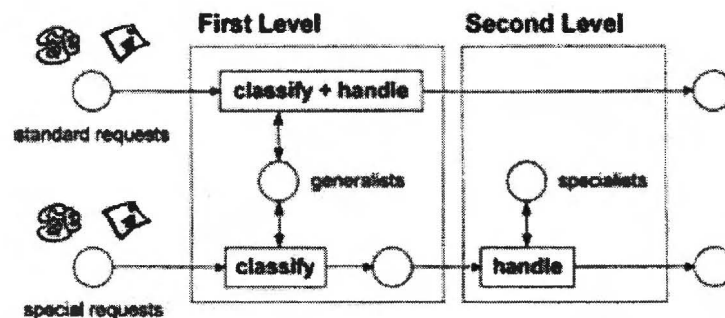 First Level
Second Level
classify + handle
standard requests
generalists
specialists
classify
handle
special requests